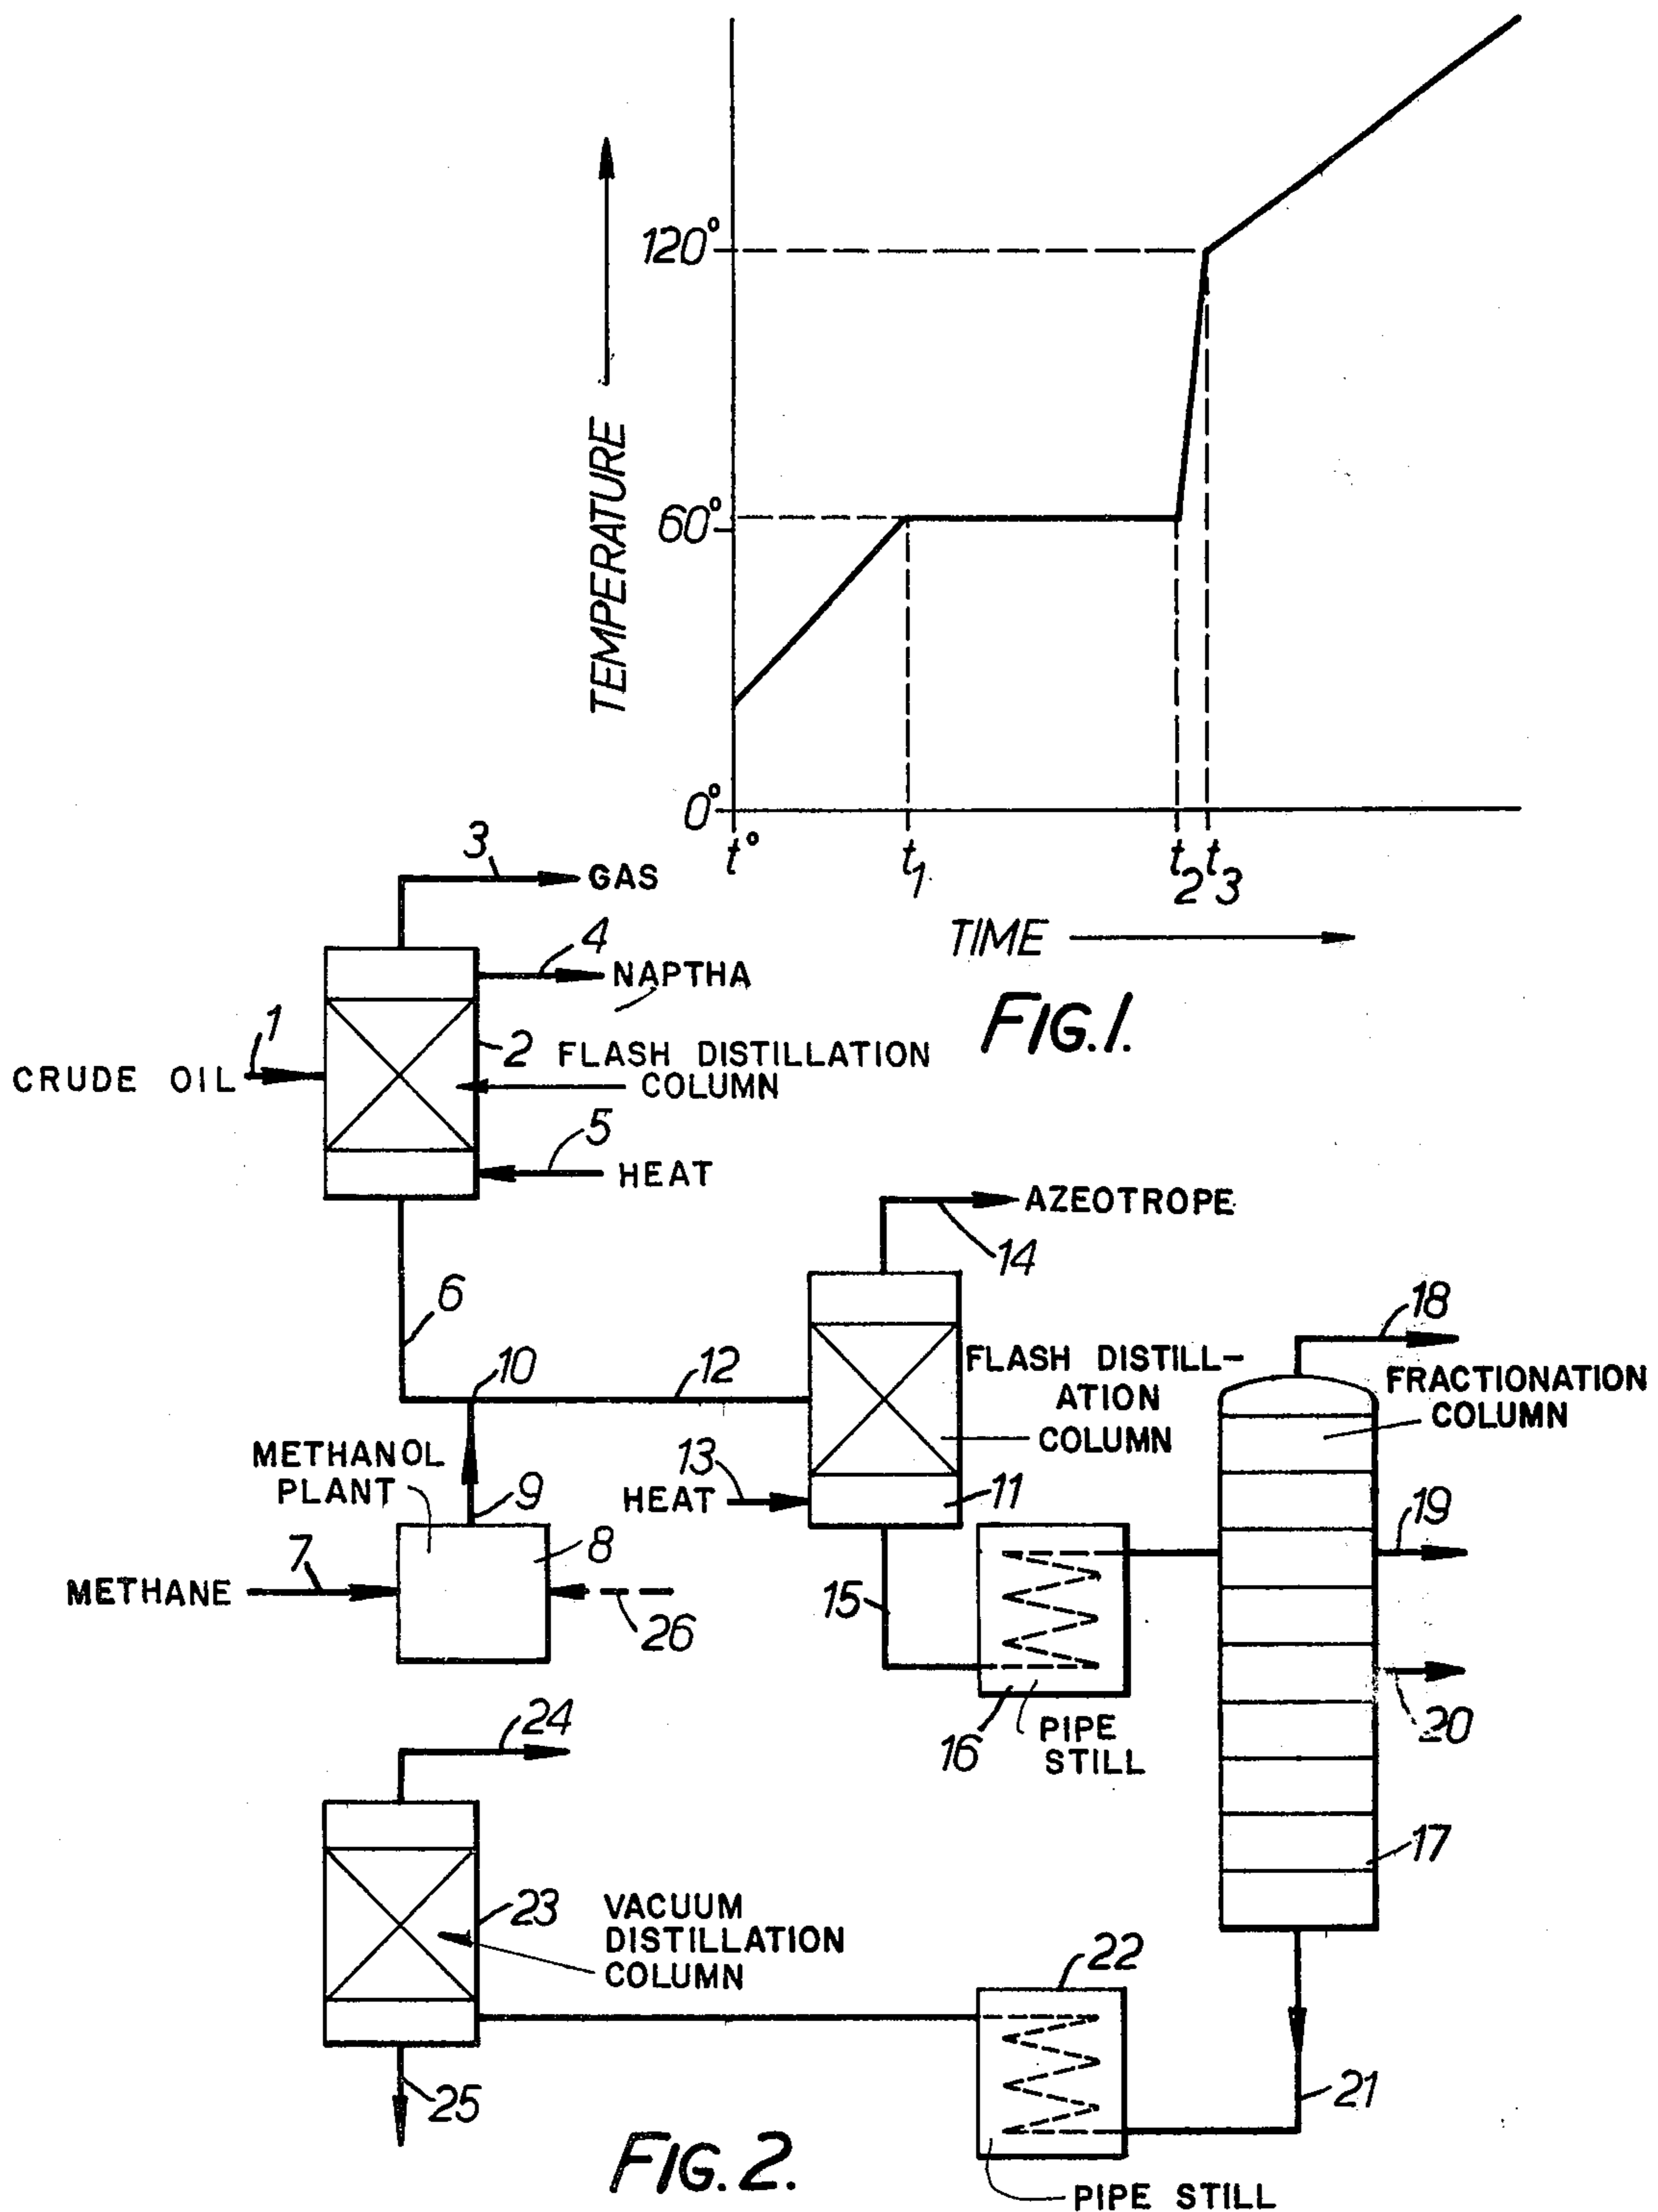 TEMPERATURE
120°
60°
0°
t°
t1
t2
t3
TIME
FIG.1.
3
GAS
4
NAPTHA
1
CRUDE OIL
2
FLASH DISTILLATION
COLUMN
5
HEAT
6
10
12
14
AZEOTROPE
FLASH DISTILL-
ATION
COLUMN
13
HEAT
11
METHANOL
PLANT
9
8
7
METHANE
26
15
16
PIPE
STILL
18
FRACTIONATION
COLUMN
19
20
17
24
23
VACUUM
DISTILLATION
COLUMN
25
22
21
PIPE STILL
FIG.2.